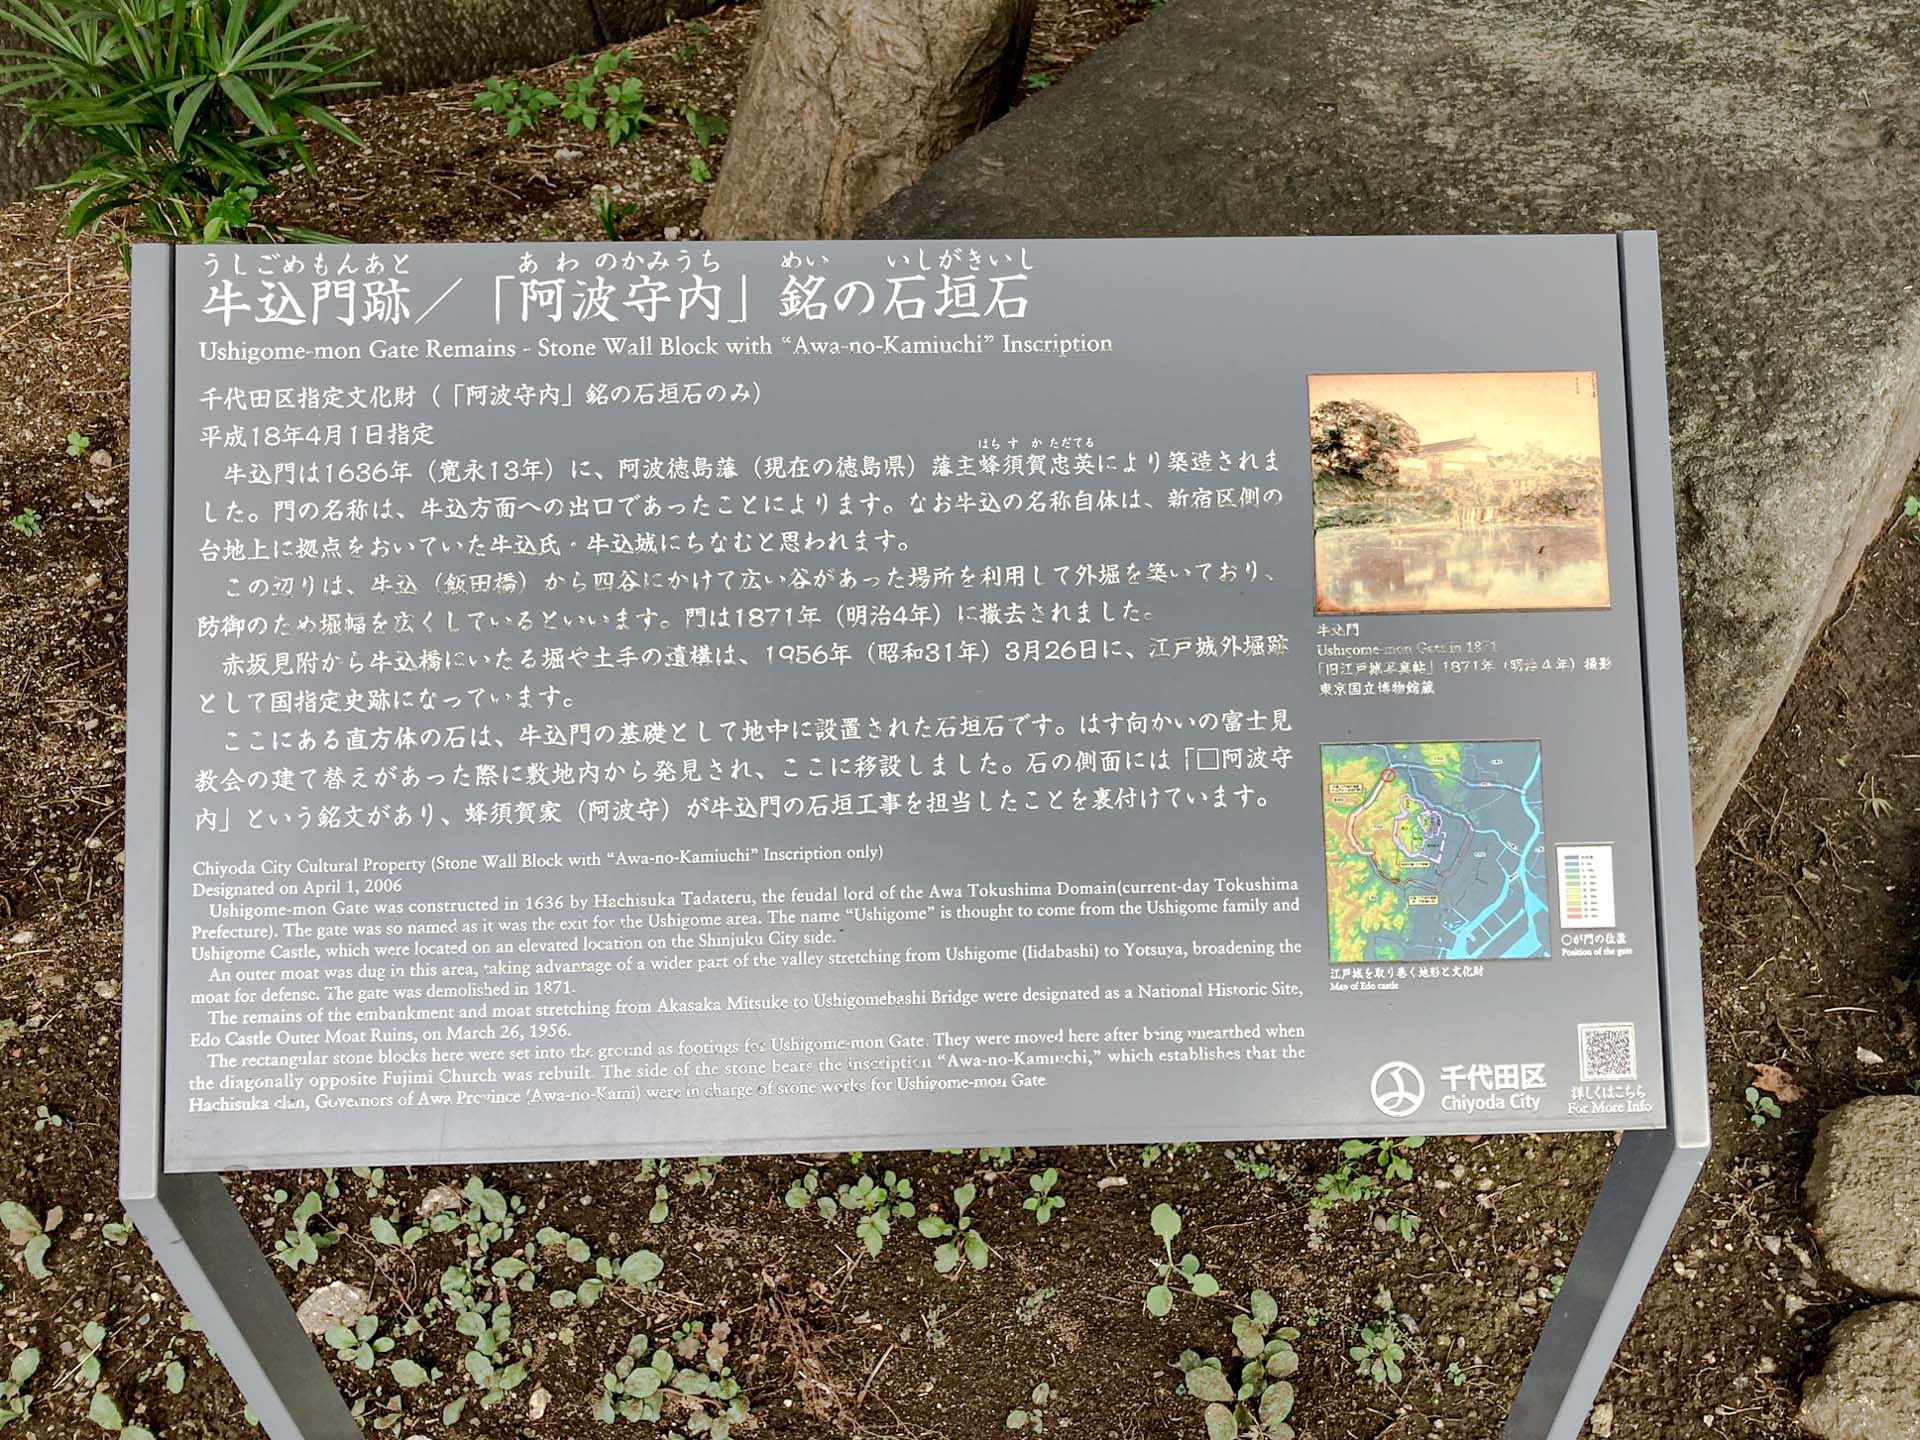 うしごめもんあと あわのかみうち めい いしがきいし
牛込門跡／「阿波守内」銘の石垣石
Ushigome-mon Gate Remains - Stone Wall Block with “Awa-no-Kamiuchi” Inscription
千代田区指定文化財（「阿波守内」銘の石垣石のみ）
平成18年4月1日指定
はちすかただてる
牛込門は1636年（寛永13年）に、阿波徳島藩（現在の徳島県）藩主蜂須賀忠英により築造されま
した。門の名称は、牛込方面への出口であったことによります。なお牛込の名称自体は、新宿区側の
台地上に拠点をおいていた牛込氏・牛込城にちなむと思われます。
この辺りは、牛込（飯田橋）から四谷にかけて広い谷があった場所を利用して外堀を築いており、
防御のため堀幅を広くしているといいます。門は1871年（明治4年）に撤去されました。
赤坂見附から牛込橋にいたる堀や土手の遺構は、1956年（昭和31年）3月26日に、江戸城外堀跡
として国指定史跡になっています。
ここにある直方体の石は、牛込門の基礎として地中に設置された石垣石です。はす向かいの富士見
教会の建て替えがあった際に敷地内から発見され、ここに移設しました。石の側面には「□阿波守
内」という銘文があり、蜂須賀家（阿波守）が牛込門の石垣工事を担当したことを裏付けています。
Chiyoda City Cultural Property (Stone Wall Block with “Awa-no-Kamiuchi” Inscription only)
Designated on April 1, 2006
Ushigome-mon Gate was constructed in 1636 by Hachisuka Tadateru, the feudal lord of the Awa Tokushima Domain(current-day Tokushima
Prefecture). The gate was so named as it was the exit for the Ushigome area. The name “Ushigome” is thought to come from the Ushigome family and
Ushigome Castle, which were located on an elevated location on the Shinjuku City side.
An outer moat was dug in this area, taking advantage of a wider part of the valley stretching from Ushigome (Iidabashi) to Yotsuya, broadening the
moat for defense. The gate was demolished in 1871.
The remains of the embankment and moat stretching from Akasaka Mitsuke to Ushigomebashi Bridge were designated as a National Historic Site,
Edo Castle Outer Moat Ruins, on March 26, 1956.
The rectangular stone blocks here were set into the ground as footings for Ushigome-mon Gate. They were moved here after being unearthed when
the diagonally opposite Fujimi Church was rebuilt. The side of the stone bears the inscription “Awa-no-Kamiuchi,” which establishes that the
Hachisuka clan, Governors of Awa Province (Awa-no-Kami) were in charge of stone works for Ushigome-mon Gate
牛込門
Ushigome-mon Gate in 1871
「旧江戸城写真帖」1871年（明治4年）撮影
東京国立博物館蔵
〇が門の位置
Position of the gate
江戸城を取り巻く地形と文化財
Map of Edo castle
千代田区
Chiyoda City
詳しくはこちら
For More Info